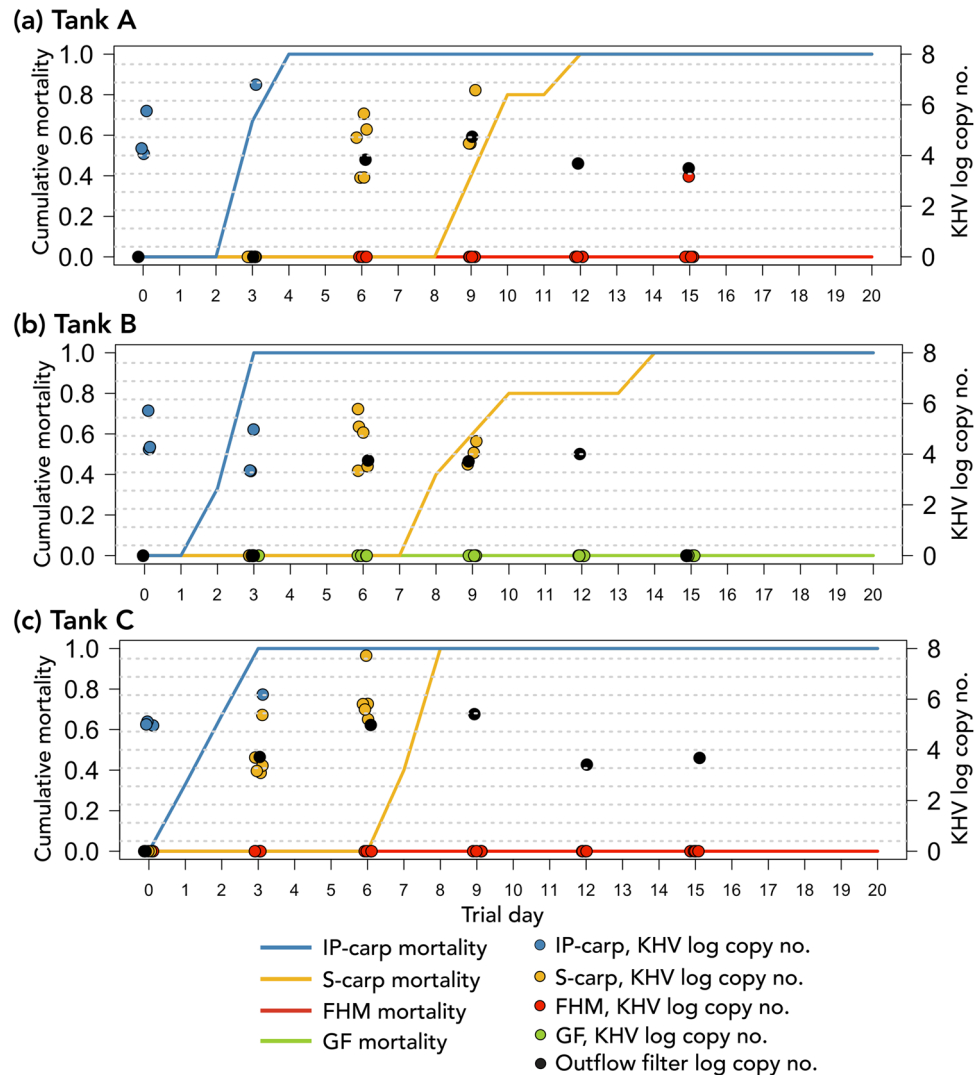 (a) Tank A
1.0 8
0.8 6
0.6 4
0.4 2
0.2 0
0.0
Cumulative mortality
KHV log copy no.
0 1 2 3 4 5 6 7 8 9 10 11 12 13 14 15 16 17 18 19 20
(b) Tank B
1.0 8
0.8 6
0.6 4
0.4 2
0.2 0
0.0
Cumulative mortality
KHV log copy no.
0 1 2 3 4 5 6 7 8 9 10 11 12 13 14 15 16 17 18 19 20
(c) Tank C
1.0 8
0.8 6
0.6 4
0.4 2
0.2 0
0.0
Cumulative mortality
KHV log copy no.
0 1 2 3 4 5 6 7 8 9 10 11 12 13 14 15 16 17 18 19 20
Trial day
IP-carp mortality
S-carp mortality
FHM mortality
GF mortality
IP-carp, KHV log copy no.
S-carp, KHV log copy no.
FHM, KHV log copy no.
GF, KHV log copy no.
Outflow filter log copy no.